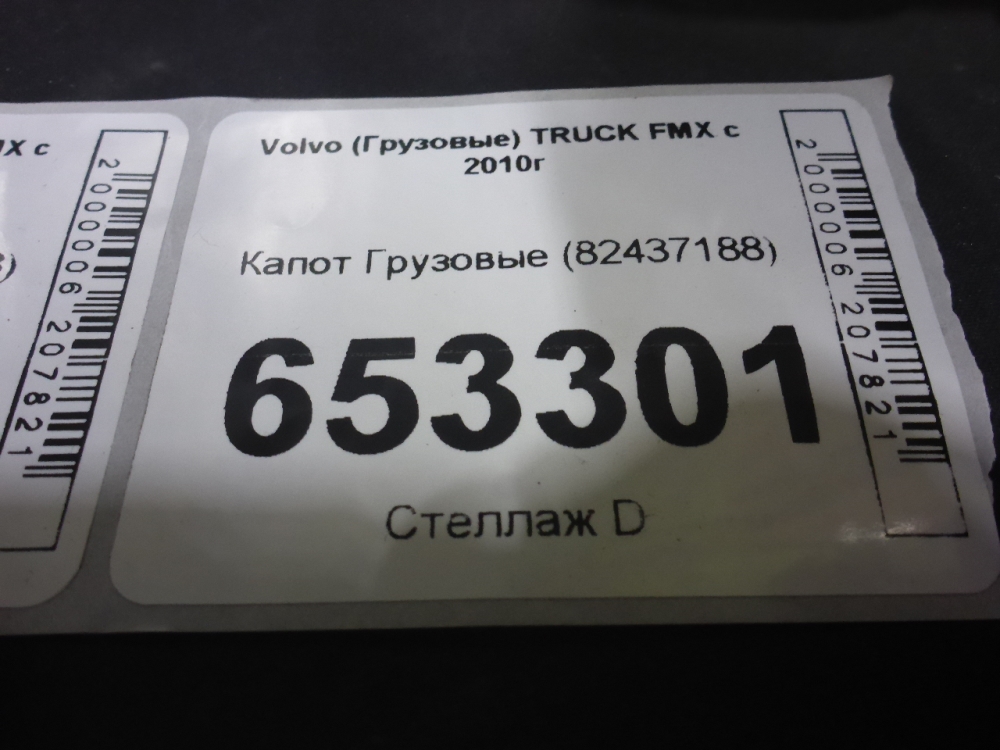 X с
2000006207821
Volvo (Грузовые) TRUCK FMX с
2010г
Капот Грузовые (82437188)
653301
Стеллаж D
2000006207821